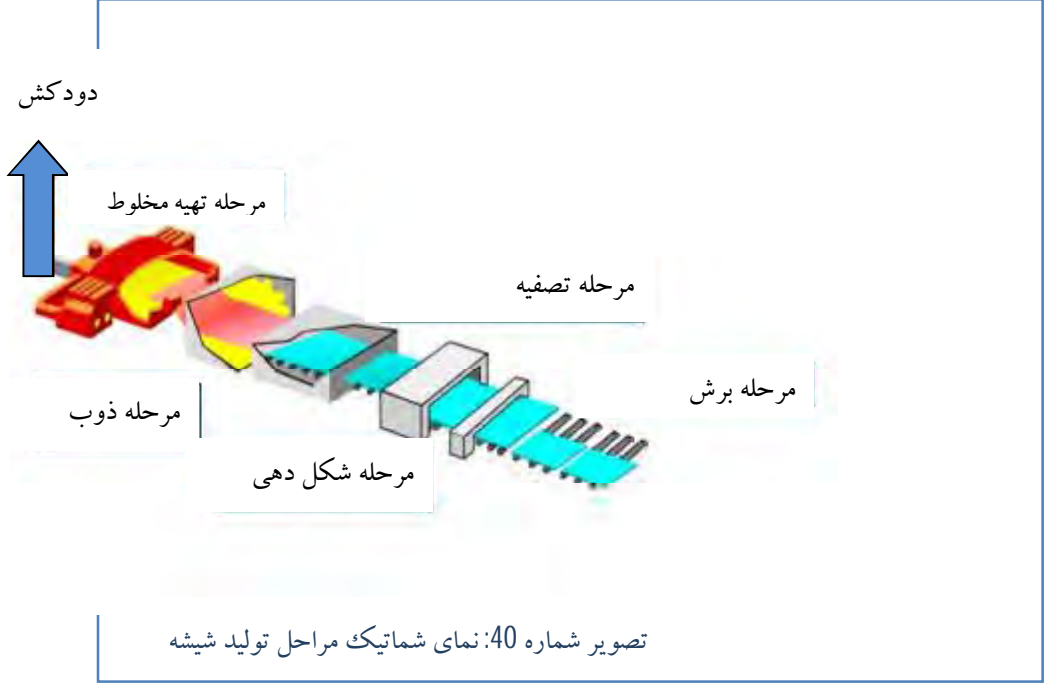 دودکش
مرحله تهیه مخلوط
مرحله تصفیه
مرحله برش
مرحله ذوب
مرحله شکل دهی
تصویر شماره 40: نمای شماتیک مراحل تولید شیشه